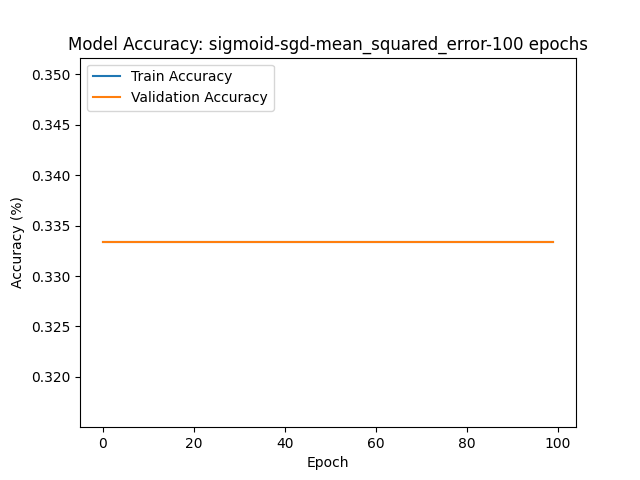 Model Accuracy: sigmoid-sgd-mean_squared_error-100 epochs
Train Accuracy
Validation Accuracy
0.350
0.345
0.340
0.335
0.330
0.325
0.320
Accuracy (%)
0 20 40 60 80 100
Epoch